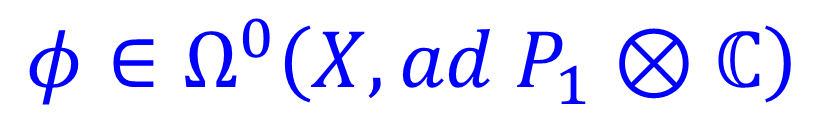 𝜙 ∈ Ω⁰(𝑋, 𝑎𝑑 𝑃₁ ⊗ ℂ)